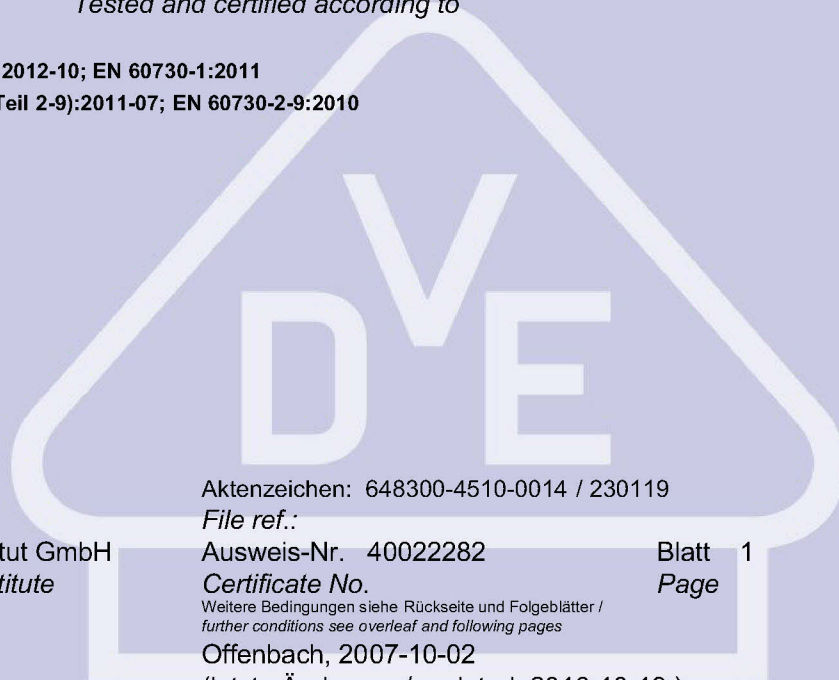 Tested and certified according to
2012-10; EN 60730-1:2011
Teil 2-9):2011-07; EN 60730-2-9:2010
V
D E
Aktenzeichen: 648300-4510-0014 / 230119
File ref.:
tut GmbH Ausweis-Nr. 40022282 Blatt 1
titute Certificate No. Page
Weitere Bedingungen siehe Rückseite und Folgeblätter /
further conditions see overleaf and following pages
Offenbach, 2007-10-02